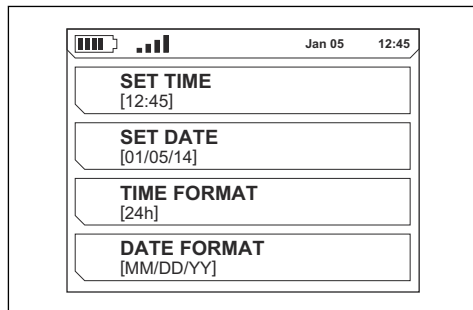 Jan 05 12:45
SET TIME
[12:45]
SET DATE
[01/05/14]
TIME FORMAT
[24h]
DATE FORMAT
[MM/DD/YY]